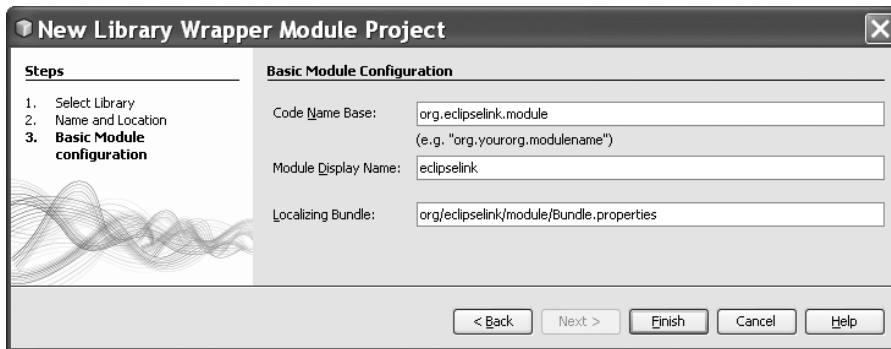 New Library Wrapper Module Project
Steps
1. Select Library
2. Name and Location
3. Basic Module
configuration
Basic Module Configuration
Code Name Base: org.eclipselink.module
(e.g. "org.yourorg.modulename")
Module Display Name: eclipselink
Localizing Bundle: org/eclipselink/module/Bundle.properties
< Back Next > Finish Cancel Help